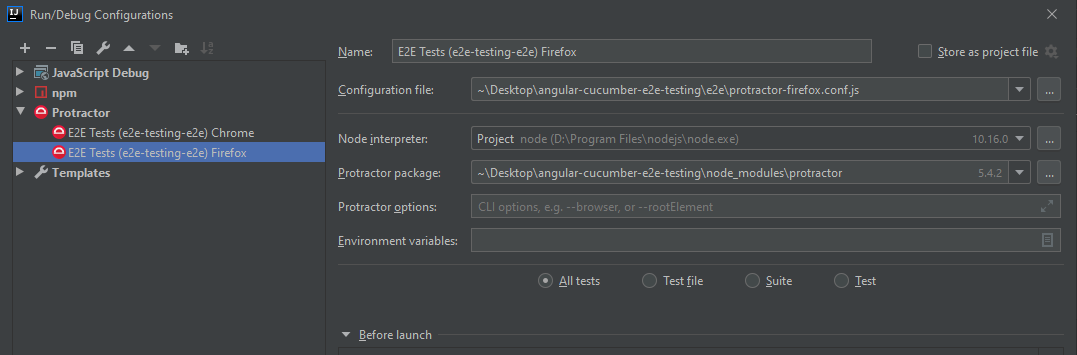 IJ Run/Debug Configurations
JavaScript Debug
npm
Protractor
E2E Tests (e2e-testing-e2e) Chrome
E2E Tests (e2e-testing-e2e) Firefox
Templates
Name: E2E Tests (e2e-testing-e2e) Firefox Store as project file
Configuration file: ~\Desktop\angular-cucumber-e2e-testing\e2e\protractor-firefox.conf.js ...
Node interpreter: Project node (D:\Program Files\nodejs\node.exe) 10.16.0 ...
Protractor package: ~\Desktop\angular-cucumber-e2e-testing\node_modules\protractor 5.4.2 ...
Protractor options: CLI options, e.g. --browser, or --rootElement
Environment variables:
All tests Test file Suite Test
Before launch